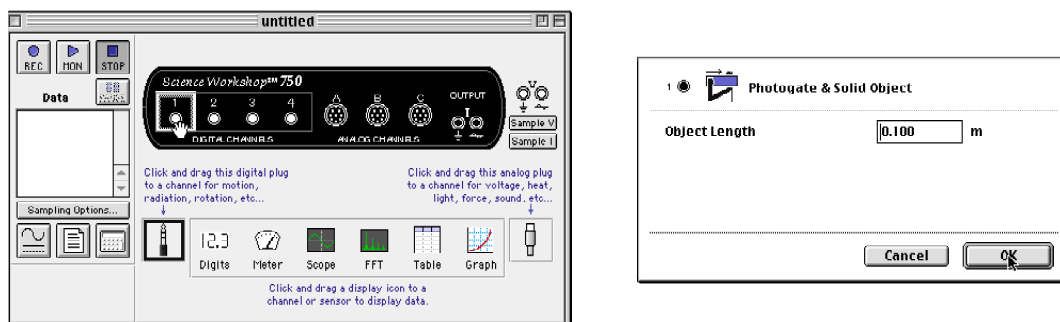 untitled
REC MON STOP
Data
Science Workshop™ 750
1 2 3 4 A B C OUTPUT
DIGITAL CHANNELS ANALOG CHANNELS
V
Sample V
Sample I
Click and drag this digital plug
to a channel for motion,
radiation, rotation, etc...
Click and drag this analog plug
to a channel for voltage, heat,
light, force, sound. etc...
Sampling Options...
12.3
Digits Meter Scope FFT Table Graph
Click and drag a display icon to a
channel or sensor to display data.
1 Photogate & Solid Object
Object Length 0.100 m
Cancel OK